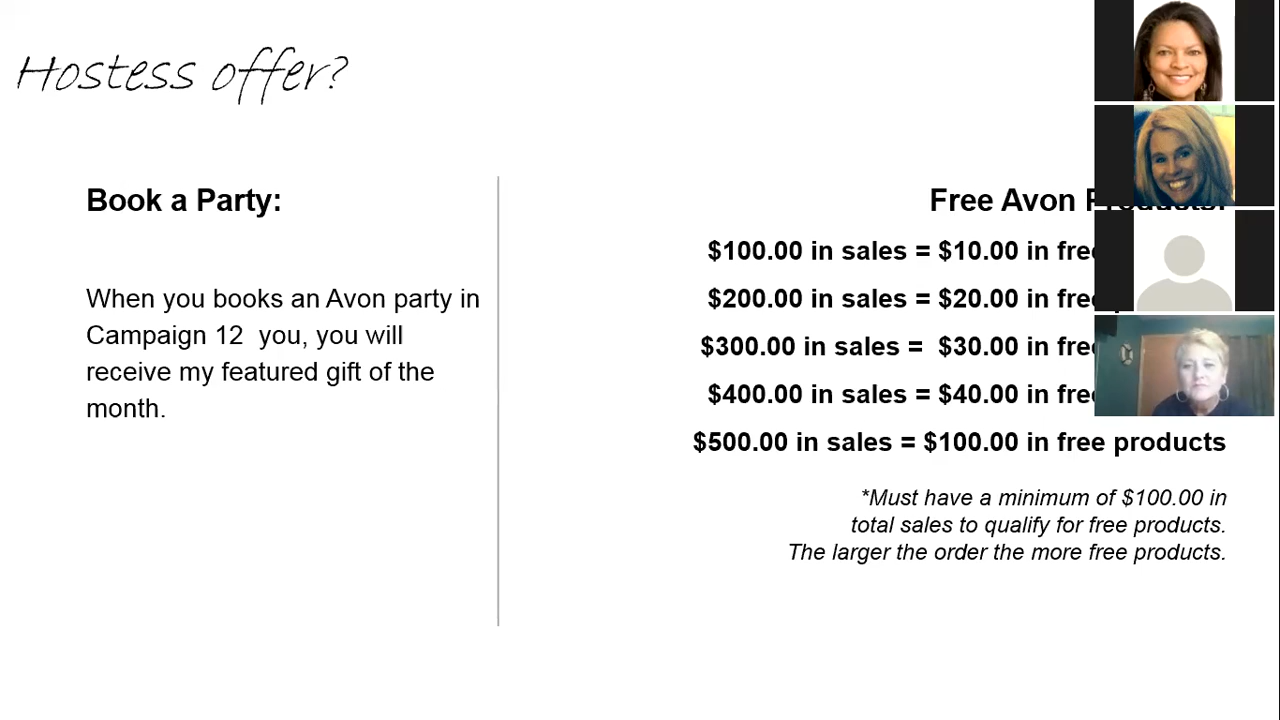 Hostess offer?
Book a Party:
When you books an Avon party in
Campaign 12  you, you will
receive my featured gift of the
month.
Free Avon
$100.00 in sales = $10.00 in free
$200.00 in sales = $20.00 in free
$300.00 in sales =  $30.00 in free
$400.00 in sales = $40.00 in free
$500.00 in sales = $100.00 in free products
*Must have a minimum of $100.00 in
total sales to qualify for free products.
The larger the order the more free products.